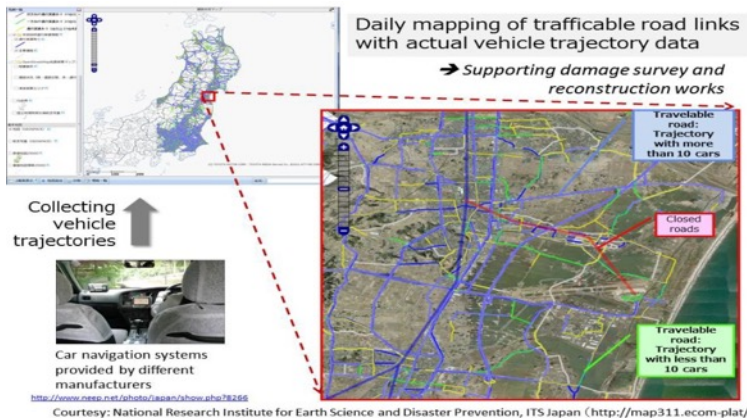 Daily mapping of trafficable road links
with actual vehicle trajectory data
➔ Supporting damage survey and
reconstruction works
Travelable
road:
Trajectory
with more
than 10 cars
Closed
roads
Travelable
road:
Trajectory
with less than
10 cars
Collecting
vehicle
trajectories
Car navigation systems
provided by different
manufacturers
http://www.neep.net/photo/japan/show.php?8266
Courtesy: National Research Institute for Earth Science and Disaster Prevention, ITS Japan (http://map311.ecom-plat/